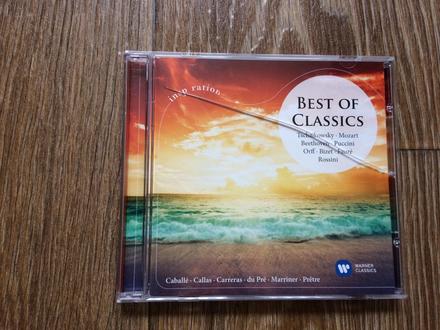 inspiration
BEST OF
CLASSICS
Tschaikowsky · Mozart
Beethoven · Puccini
Orff · Bizet · Fauré
Rossini
Caballé · Callas · Carreras · du Pré · Marriner · Prêtre
WARNER
CLASSICS